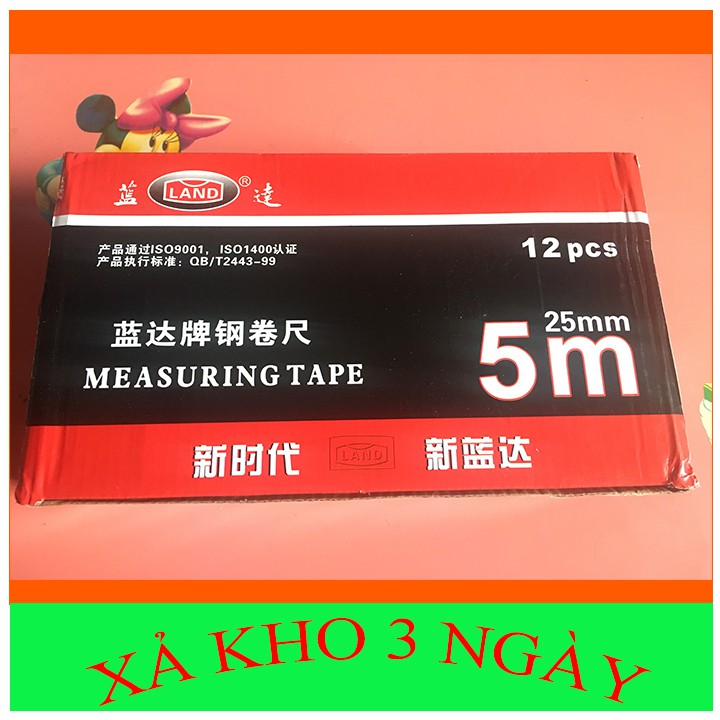 蓝 LAND® 達
产品通过ISO9001，ISO1400认证
产品执行标准：QB/T2443-99
12 pcs
蓝达牌钢卷尺
MEASURING TAPE
25mm
5m
新时代 LAND 新蓝达
XẢ KHO 3 NGÀY